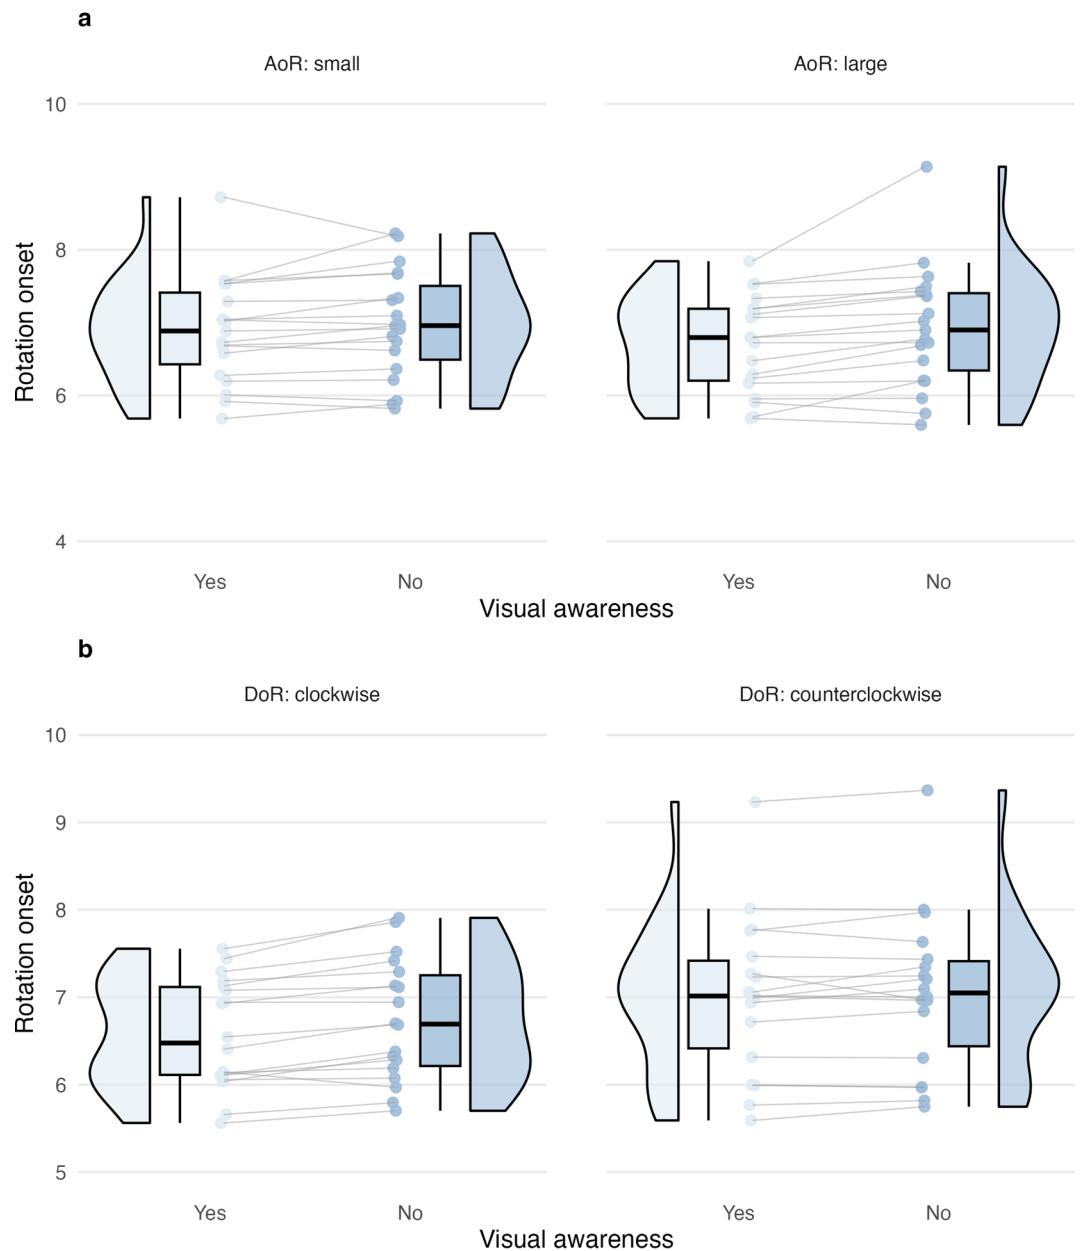 a
AoR: small
AoR: large
10
8
6
4
Rotation onset
Yes
No
Yes
No
Visual awareness
b
DoR: clockwise
DoR: counterclockwise
10
9
8
7
6
5
Rotation onset
Yes
No
Yes
No
Visual awareness